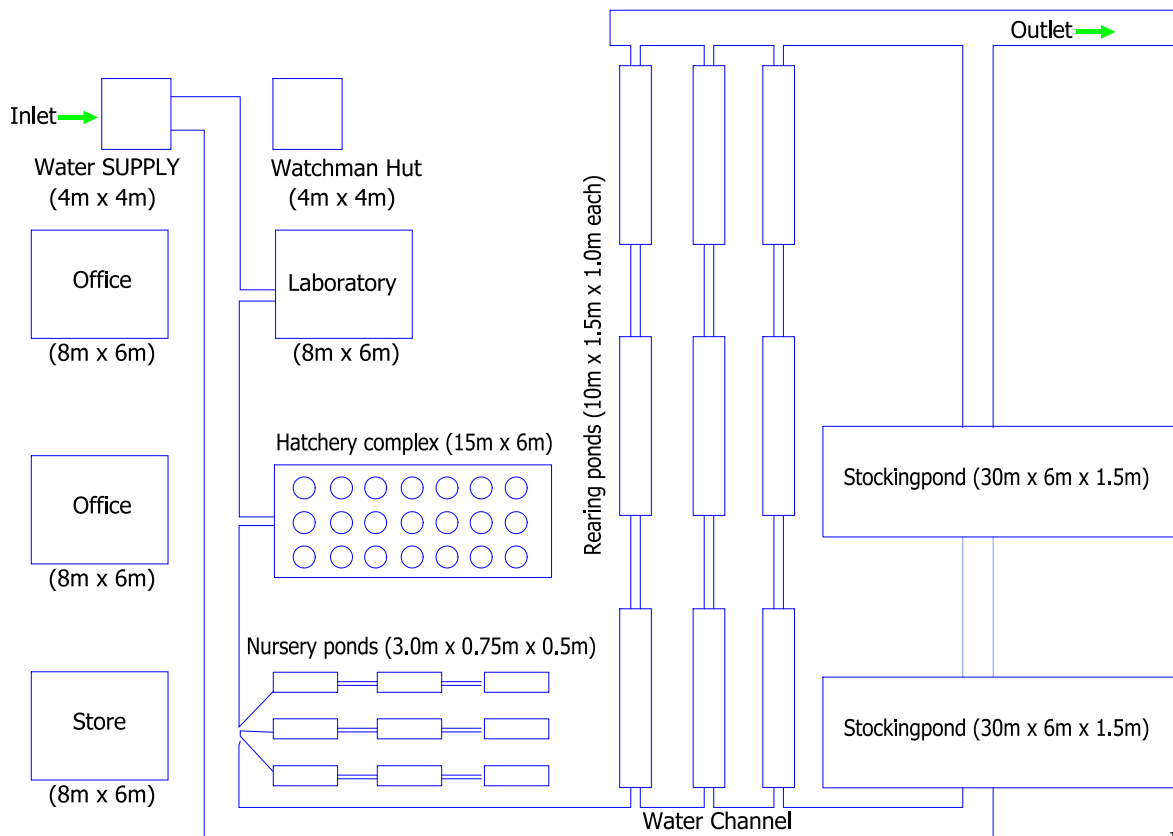 Outlet
Inlet
Water SUPPLY
(4m x 4m)
Watchman Hut
(4m x 4m)
Office
(8m x 6m)
Laboratory
(8m x 6m)
Rearing ponds (10m x 1.5m x 1.0m each)
Hatchery complex (15m x 6m)
Office
(8m x 6m)
Stockingpond (30m x 6m x 1.5m)
Nursery ponds (3.0m x 0.75m x 0.5m)
Store
(8m x 6m)
Stockingpond (30m x 6m x 1.5m)
Water Channel